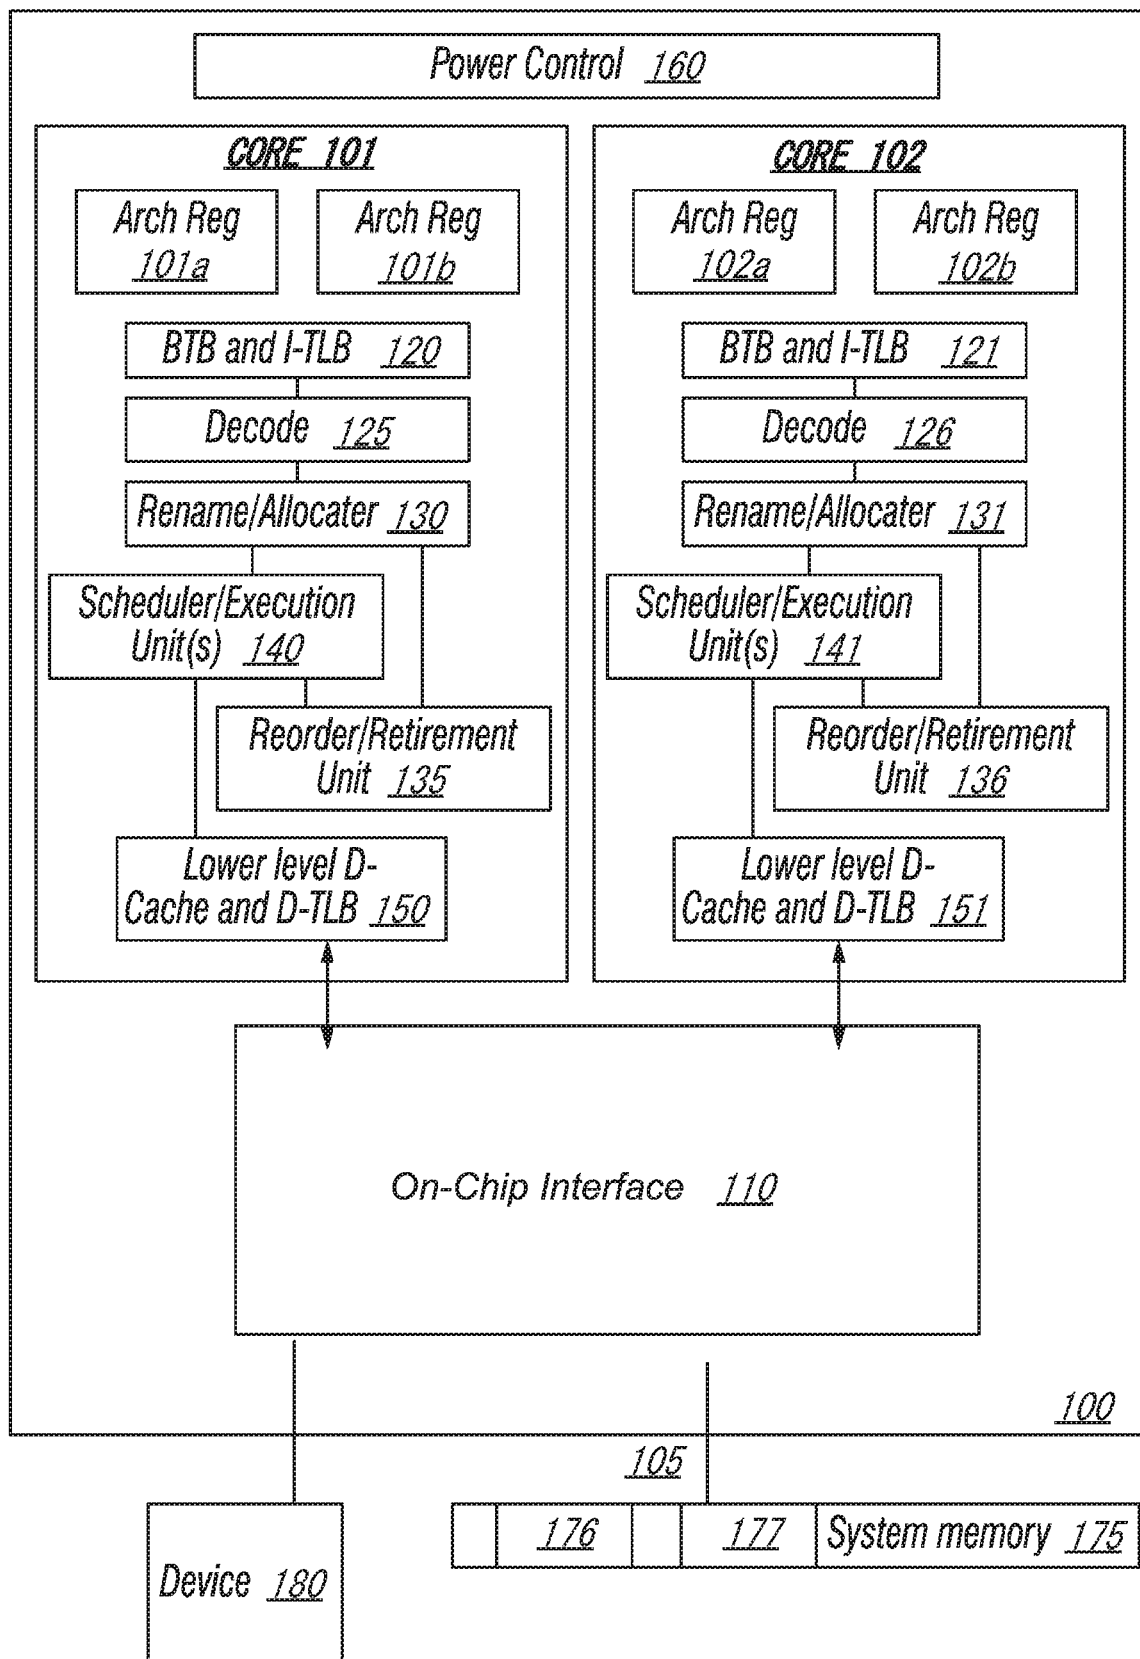 Power Control 160
CORE 101
Arch Reg
101a
Arch Reg
101b
BTB and I-TLB 120
Decode 125
Rename/Allocater 130
Scheduler/Execution
Unit(s) 140
Reorder/Retirement
Unit 135
Lower level D-
Cache and D-TLB 150
CORE 102
Arch Reg
102a
Arch Reg
102b
BTB and I-TLB 121
Decode 126
Rename/Allocater 131
Scheduler/Execution
Unit(s) 141
Reorder/Retirement
Unit 136
Lower level D-
Cache and D-TLB 151
On-Chip Interface 110
100
105
176
177
System memory 175
Device 180